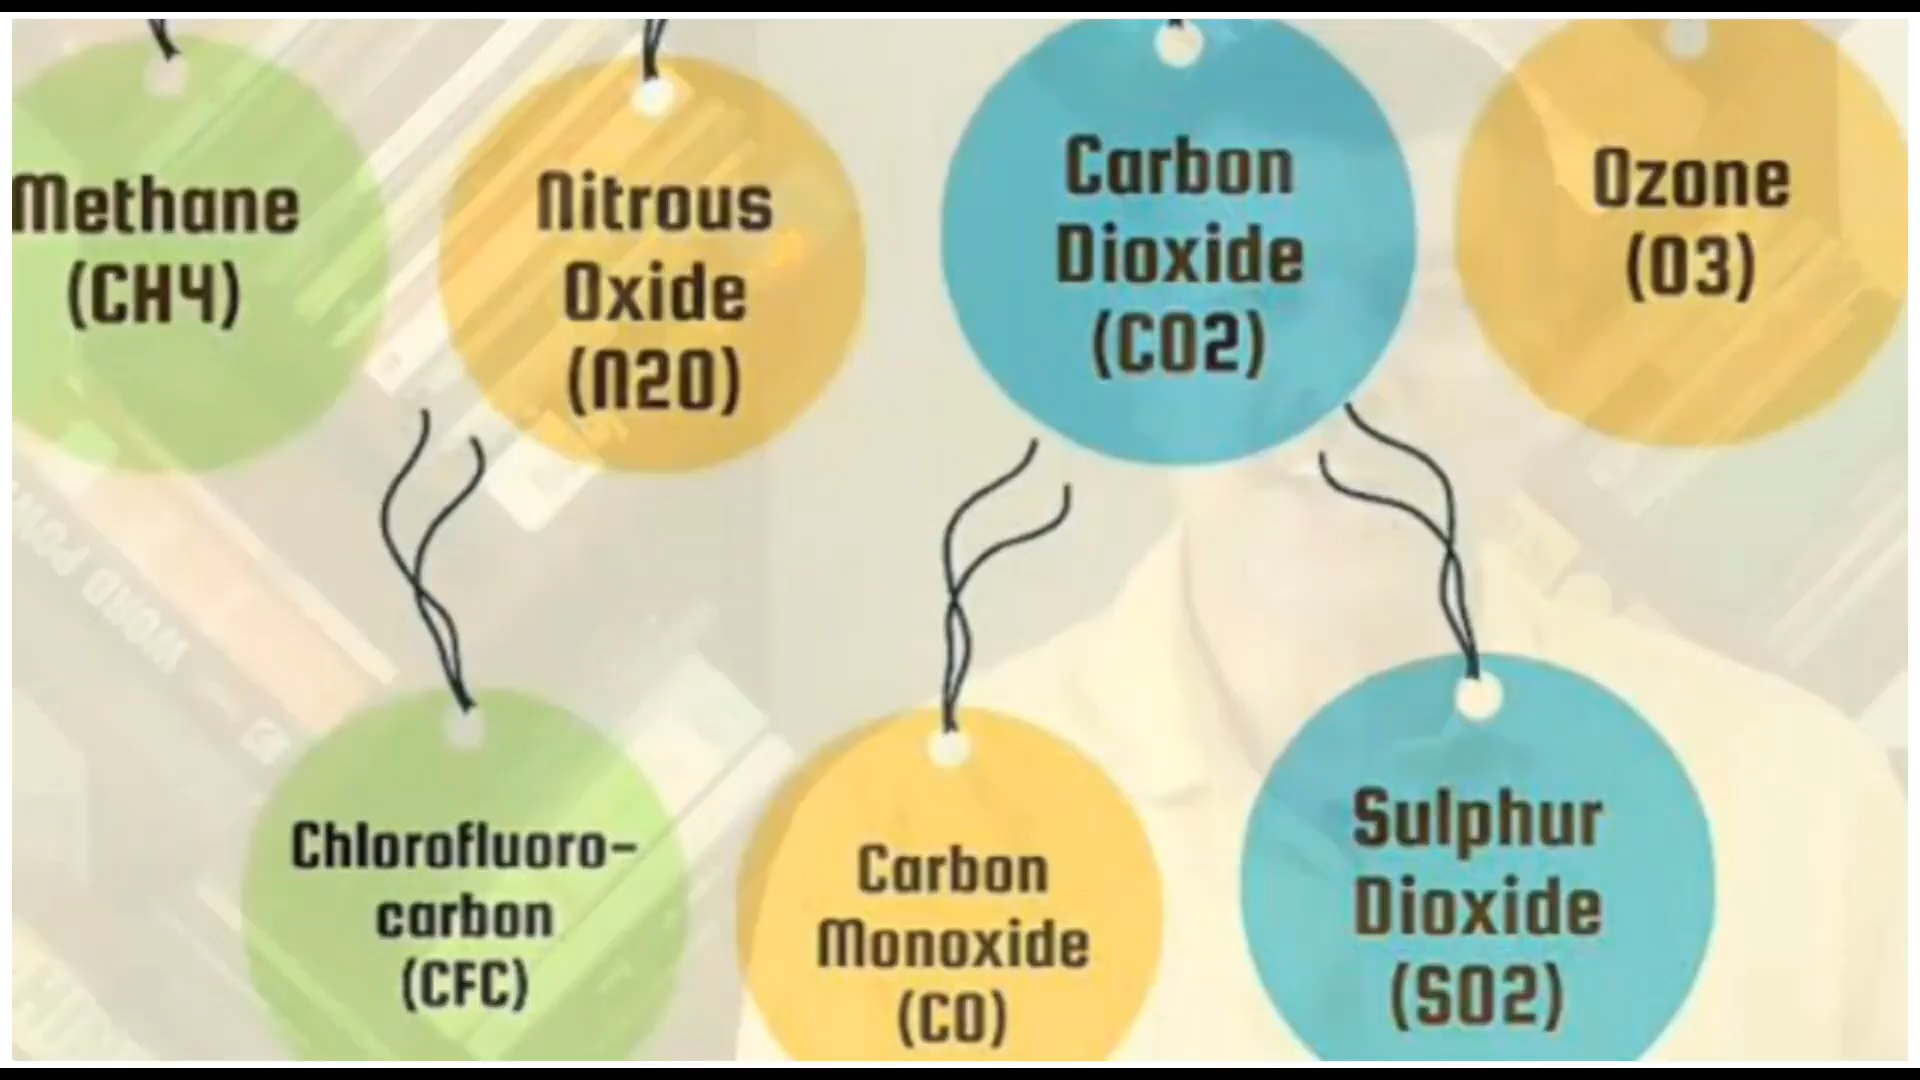 Methane
(CH4)
Nitrous
Oxide
(N2O)
Carbon
Dioxide
(CO2)
Ozone
(O3)
Chlorofluoro-
carbon
(CFC)
Carbon
Monoxide
(CO)
Sulphur
Dioxide
(SO2)